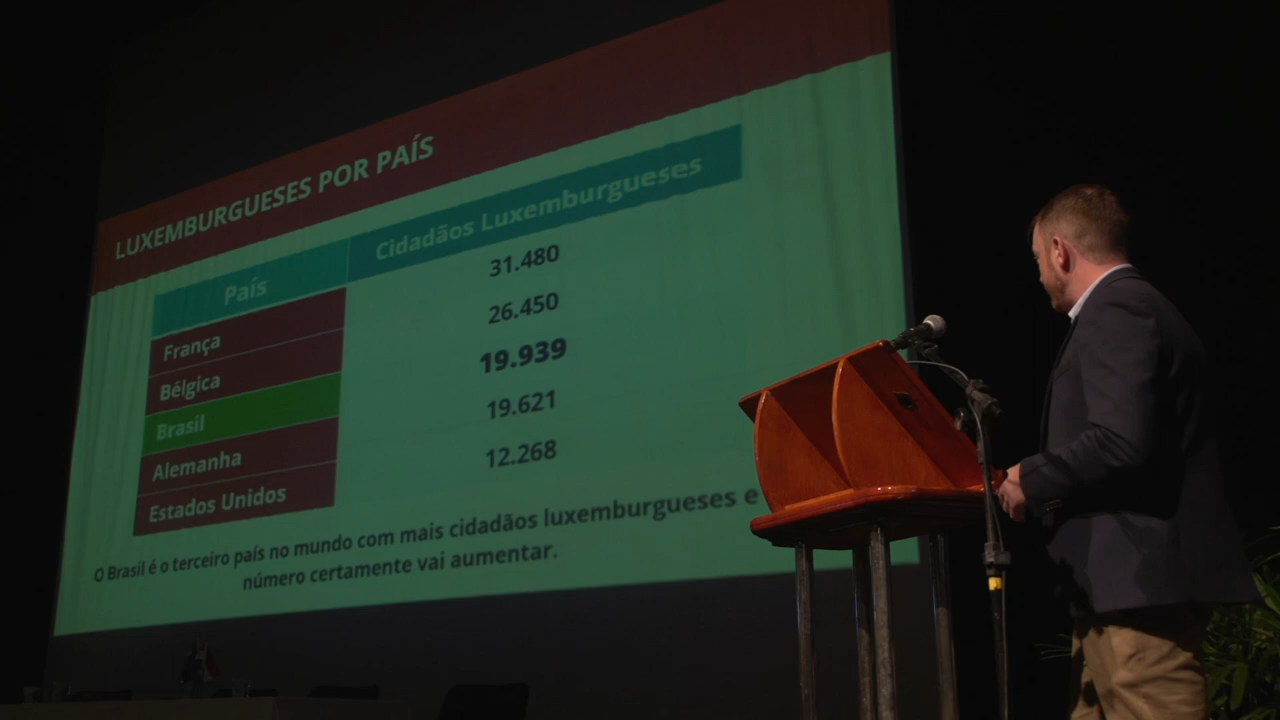 LUXEMBURGUESES POR PAÍS
País Cidadãos Luxemburgueses
França 31.480
Bélgica 26.450
Brasil 19.939
Alemanha 19.621
Estados Unidos 12.268
O Brasil é o terceiro país no mundo com mais cidadãos luxemburgueses e
número certamente vai aumentar.